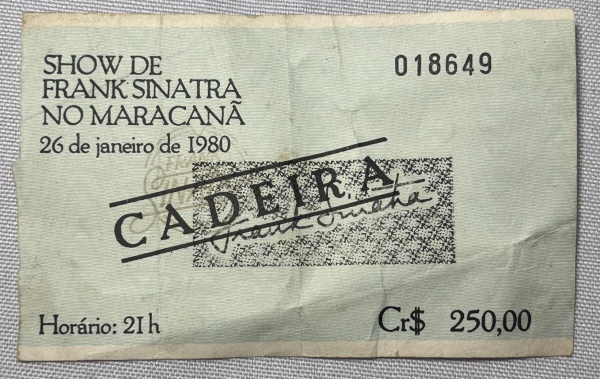 SHOW DE
FRANK SINATRA
NO MARACANÃ
26 de janeiro de 1980
018649
CADEIRA
Frank Sinatra
Horário: 21 h
Cr$ 250,00